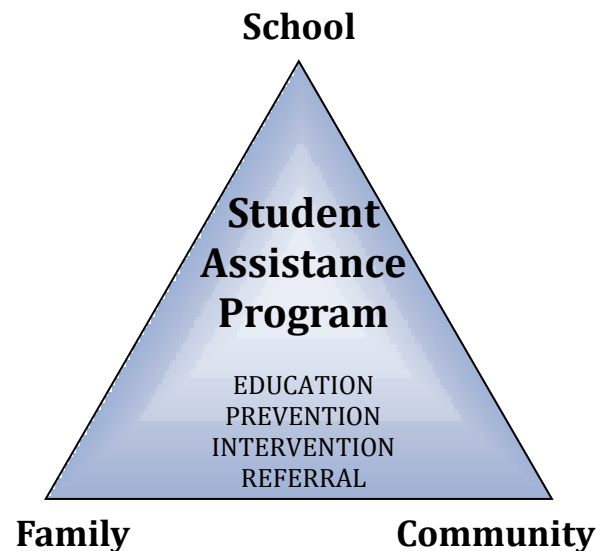 School
Student
Assistance
Program
EDUCATION
PREVENTION
INTERVENTION
REFERRAL
Family Community